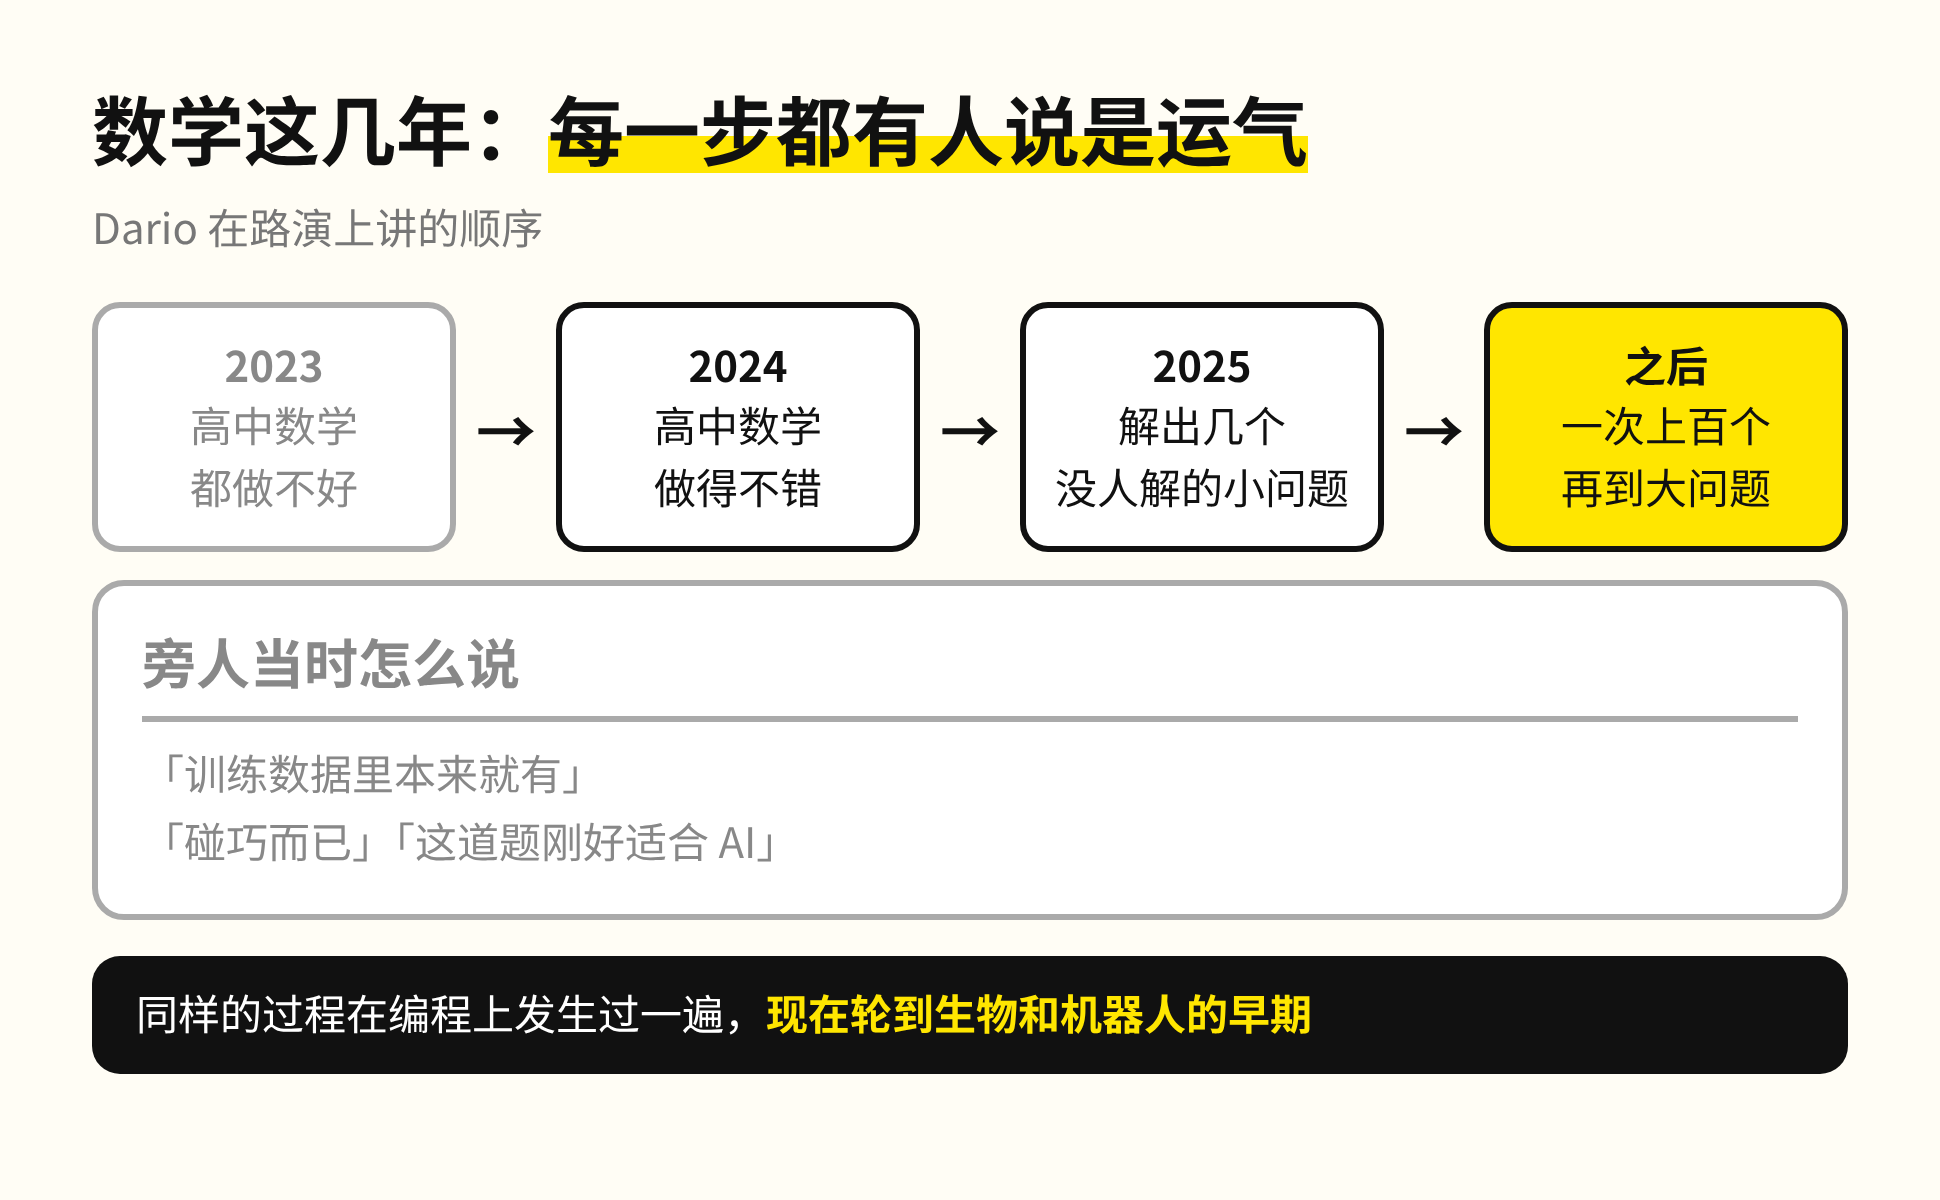 数学这几年：每一步都有人说是运气
Dario 在路演上讲的顺序
2023
高中数学
都做不好
→
2024
高中数学
做得不错
→
2025
解出几个
没人解的小问题
→
之后
一次上百个
再到大问题
旁人当时怎么说
「训练数据里本来就有」
「碰巧而已」「这道题刚好适合 AI」
同样的过程在编程上发生过一遍，现在轮到生物和机器人的早期